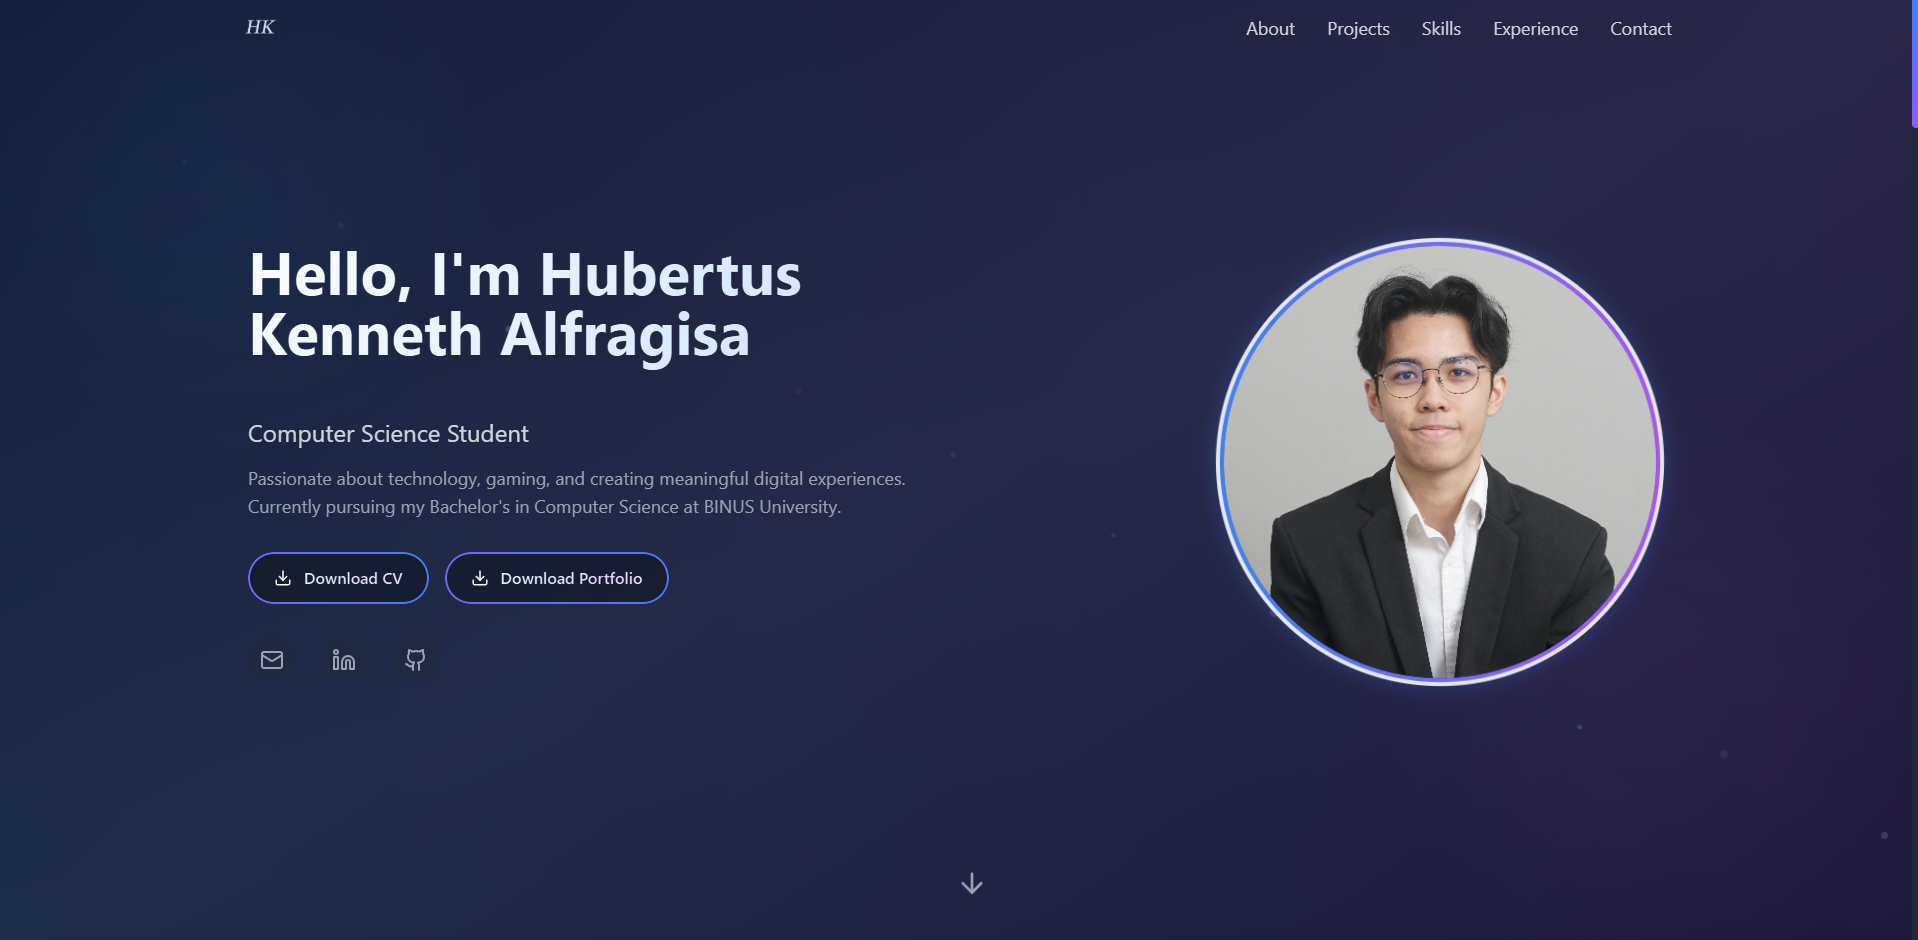 HK
About Projects Skills Experience Contact
Hello, I'm Hubertus
Kenneth Alfragisa
Computer Science Student
Passionate about technology, gaming, and creating meaningful digital experiences.
Currently pursuing my Bachelor's in Computer Science at BINUS University.
Download CV
Download Portfolio
in